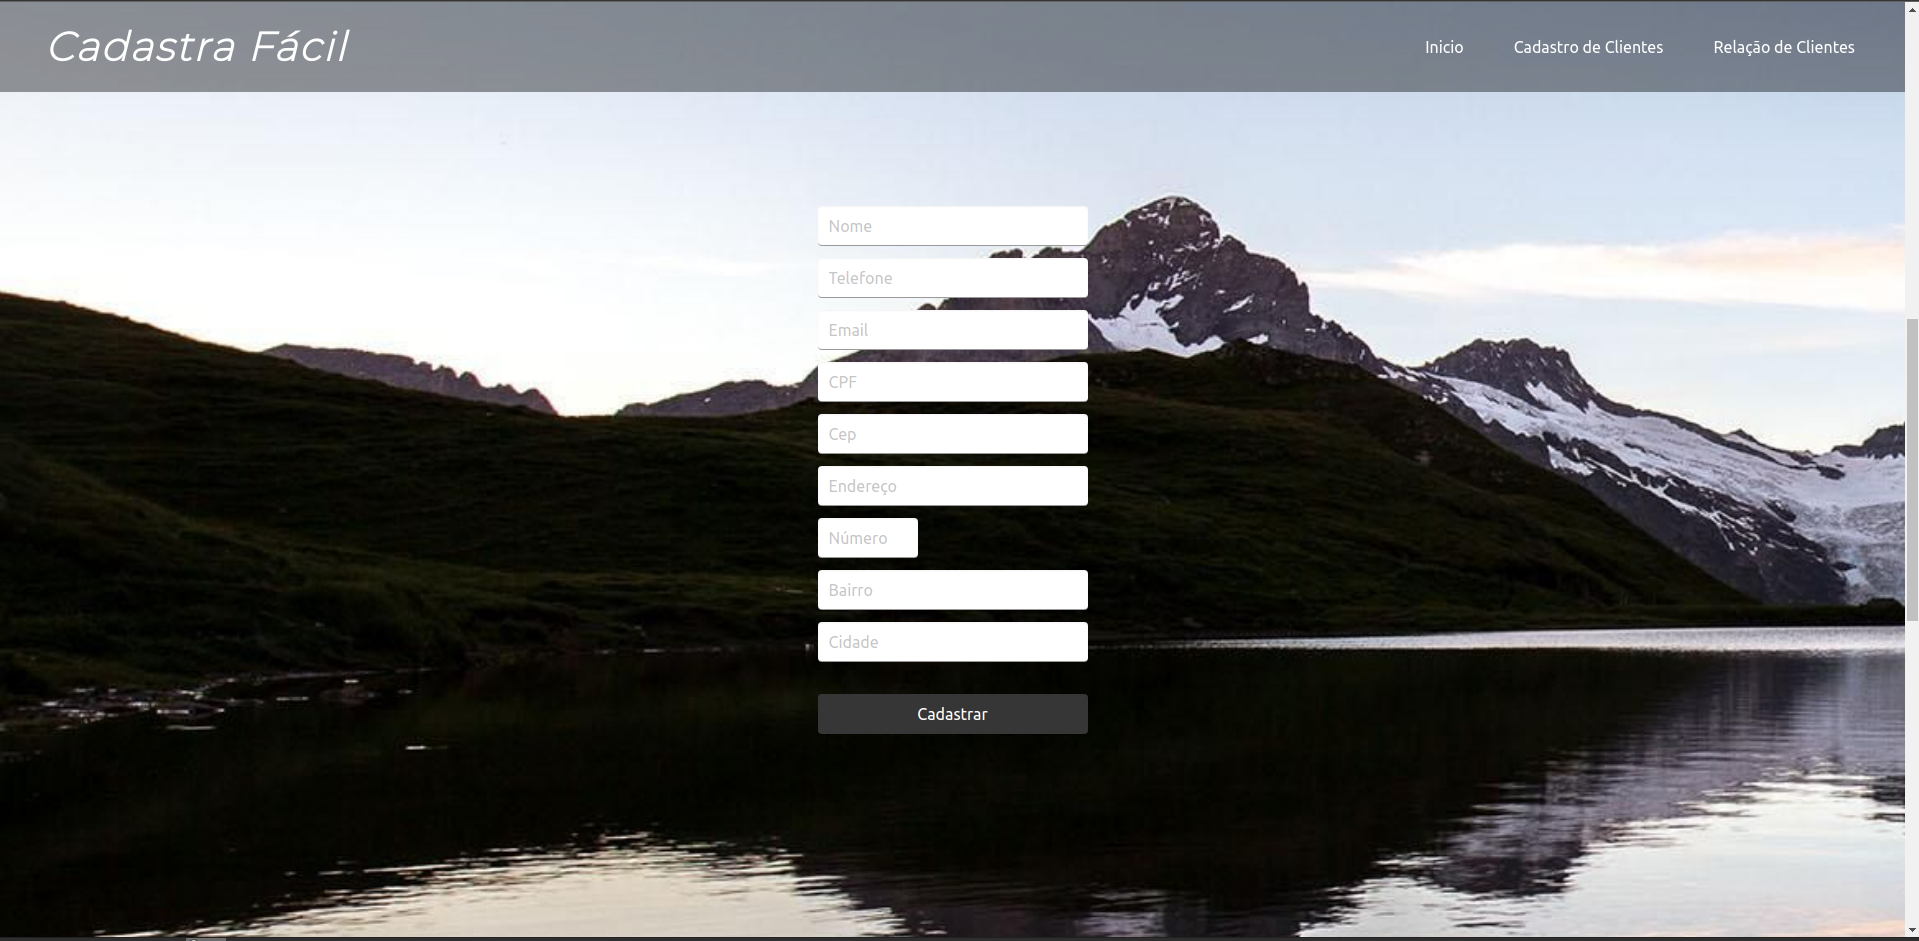 Cadastra Fácil
Inicio
Cadastro de Clientes
Relação de Clientes
Nome
Telefone
Email
CPF
Cep
Endereço
Número
Bairro
Cidade
Cadastrar